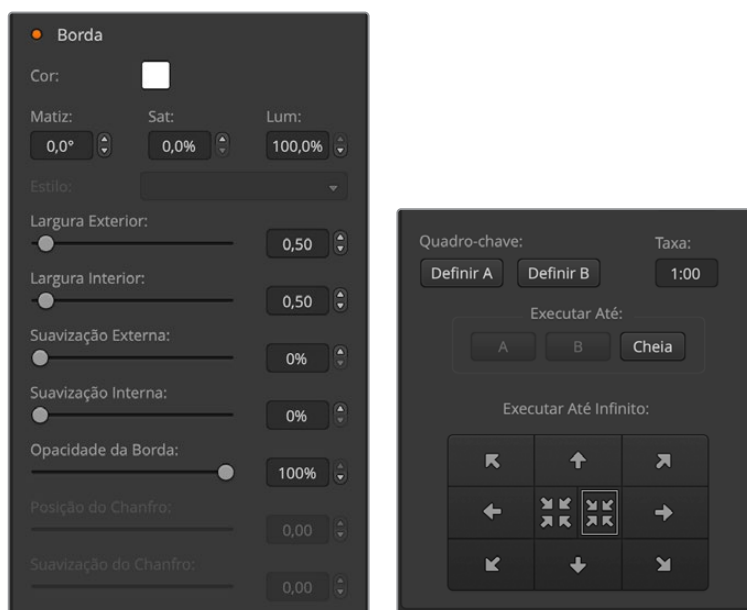 Borda
Cor:
Matiz: Sat: Lum:
0,0° 0,0% 100,0%
Estilo:
Largura Exterior:
0,50
Largura Interior:
0,50
Suavização Externa:
0%
Suavização Interna:
0%
Opacidade da Borda:
100%
Posição do Chanfro:
0,00
Suavização do Chanfro:
0,00
Quadro-chave: Taxa:
Definir A Definir B 1:00
Executar Até:
A B Cheia
Executar Até Infinito: